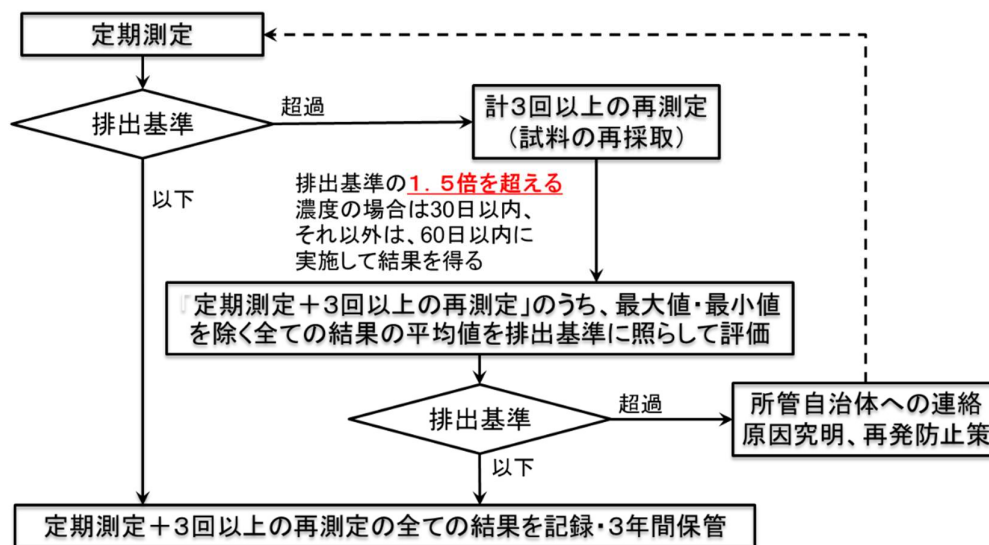 定期測定
排出基準
超過
計3回以上の再測定
(試料の再採取)
以下
排出基準の1.5倍を超える
濃度の場合は30日以内、
それ以外は、60日以内に
実施して結果を得る
「定期測定+3回以上の再測定」のうち、最大値・最小値
を除く全ての結果の平均値を排出基準に照らして評価
排出基準
超過
所管自治体への連絡
原因究明、再発防止策
以下
定期測定+3回以上の再測定の全ての結果を記録・3年間保管